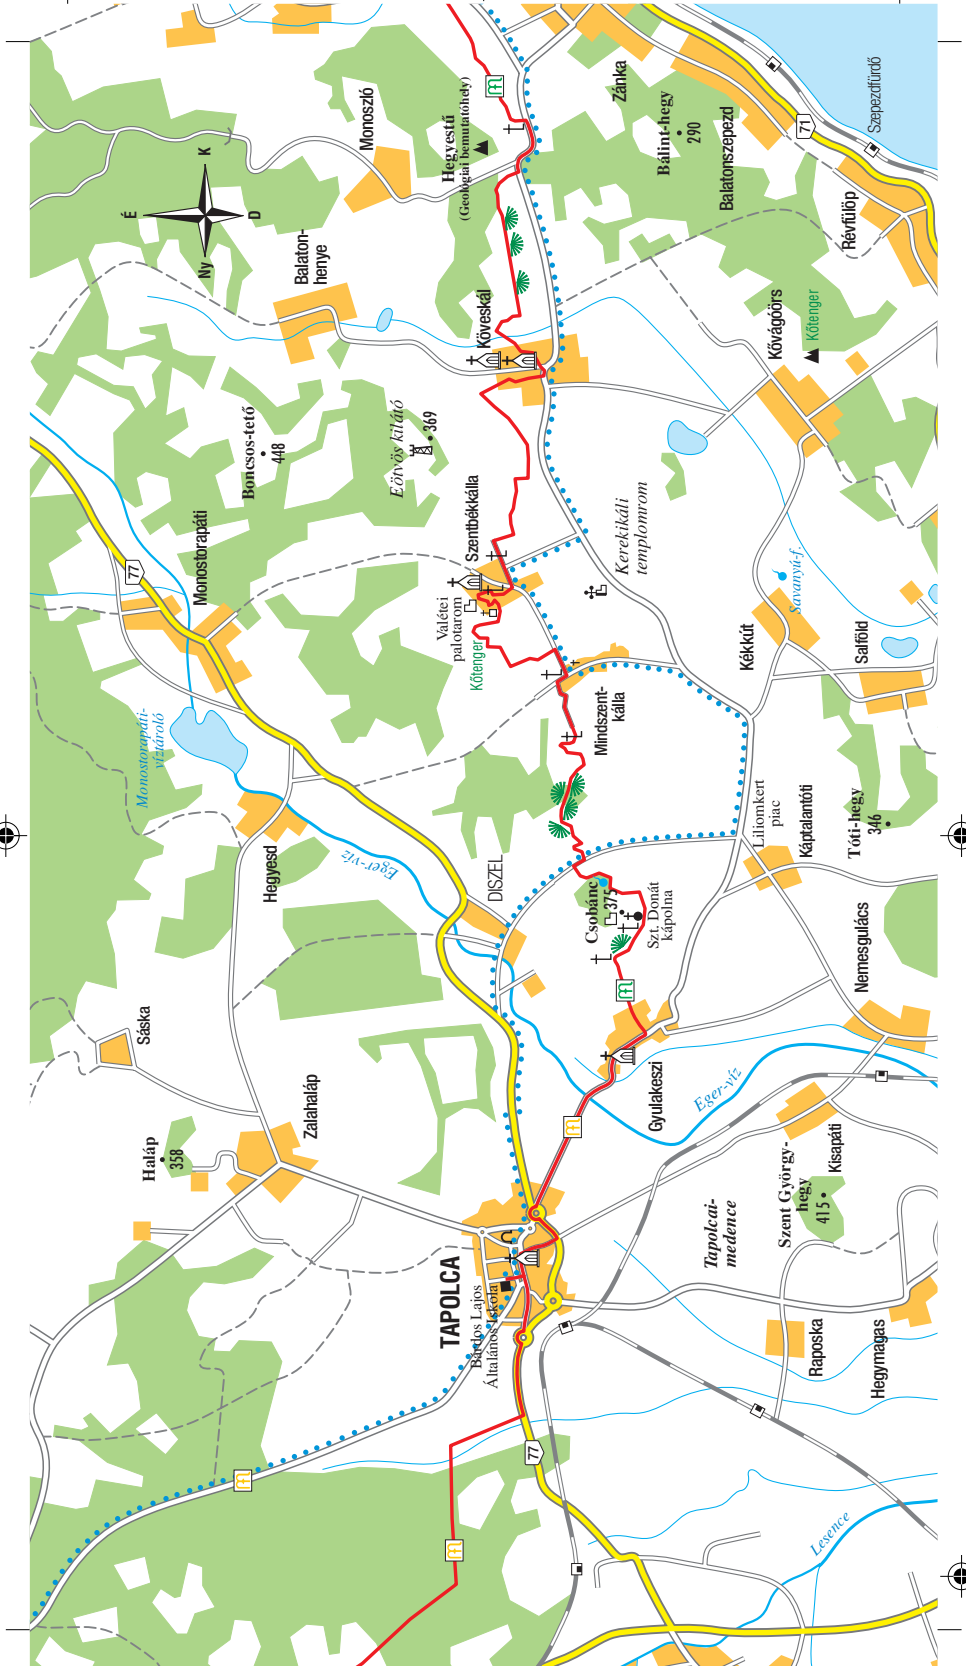 Monoszló
Hegyestű
(Geológiai bemutatóhely)
Zánka
Bálint-hegy
290
Balatonszepezd
71
Szepezdfürdő
Révfülöp
É
K
D
Ny
Balaton-
henye
Köveskál
Kővágóörs
Kőtenger
Boncsos-tető
448
Eötvös kilátó
369
Monostorapáti
77
Szentbékkálla
Valétei
palotarom
Kőtenger
Kerekikáli
templomrom
Savanyú-f.
Kékkút
Salföld
Mindszent-
kálla
Monostorapáti-
víztároló
Hegyesd
Eger-víz
DISZEL
Liliomkert
piac
Káptalantóti
Tóti-hegy
346
Csobánc
375
Szt. Donát
kápolna
Nemesgulács
Sáska
Zalahaláp
Haláp
358
m
m
Gyulakeszi
Eger-víz
m
Kisapáti
Szent György-
hegy
415
Tapolcai-
medence
TAPOLCA
Bárdos Lajos
Általános Iskola
Raposka
Hegymagas
77
m
m
Lesence